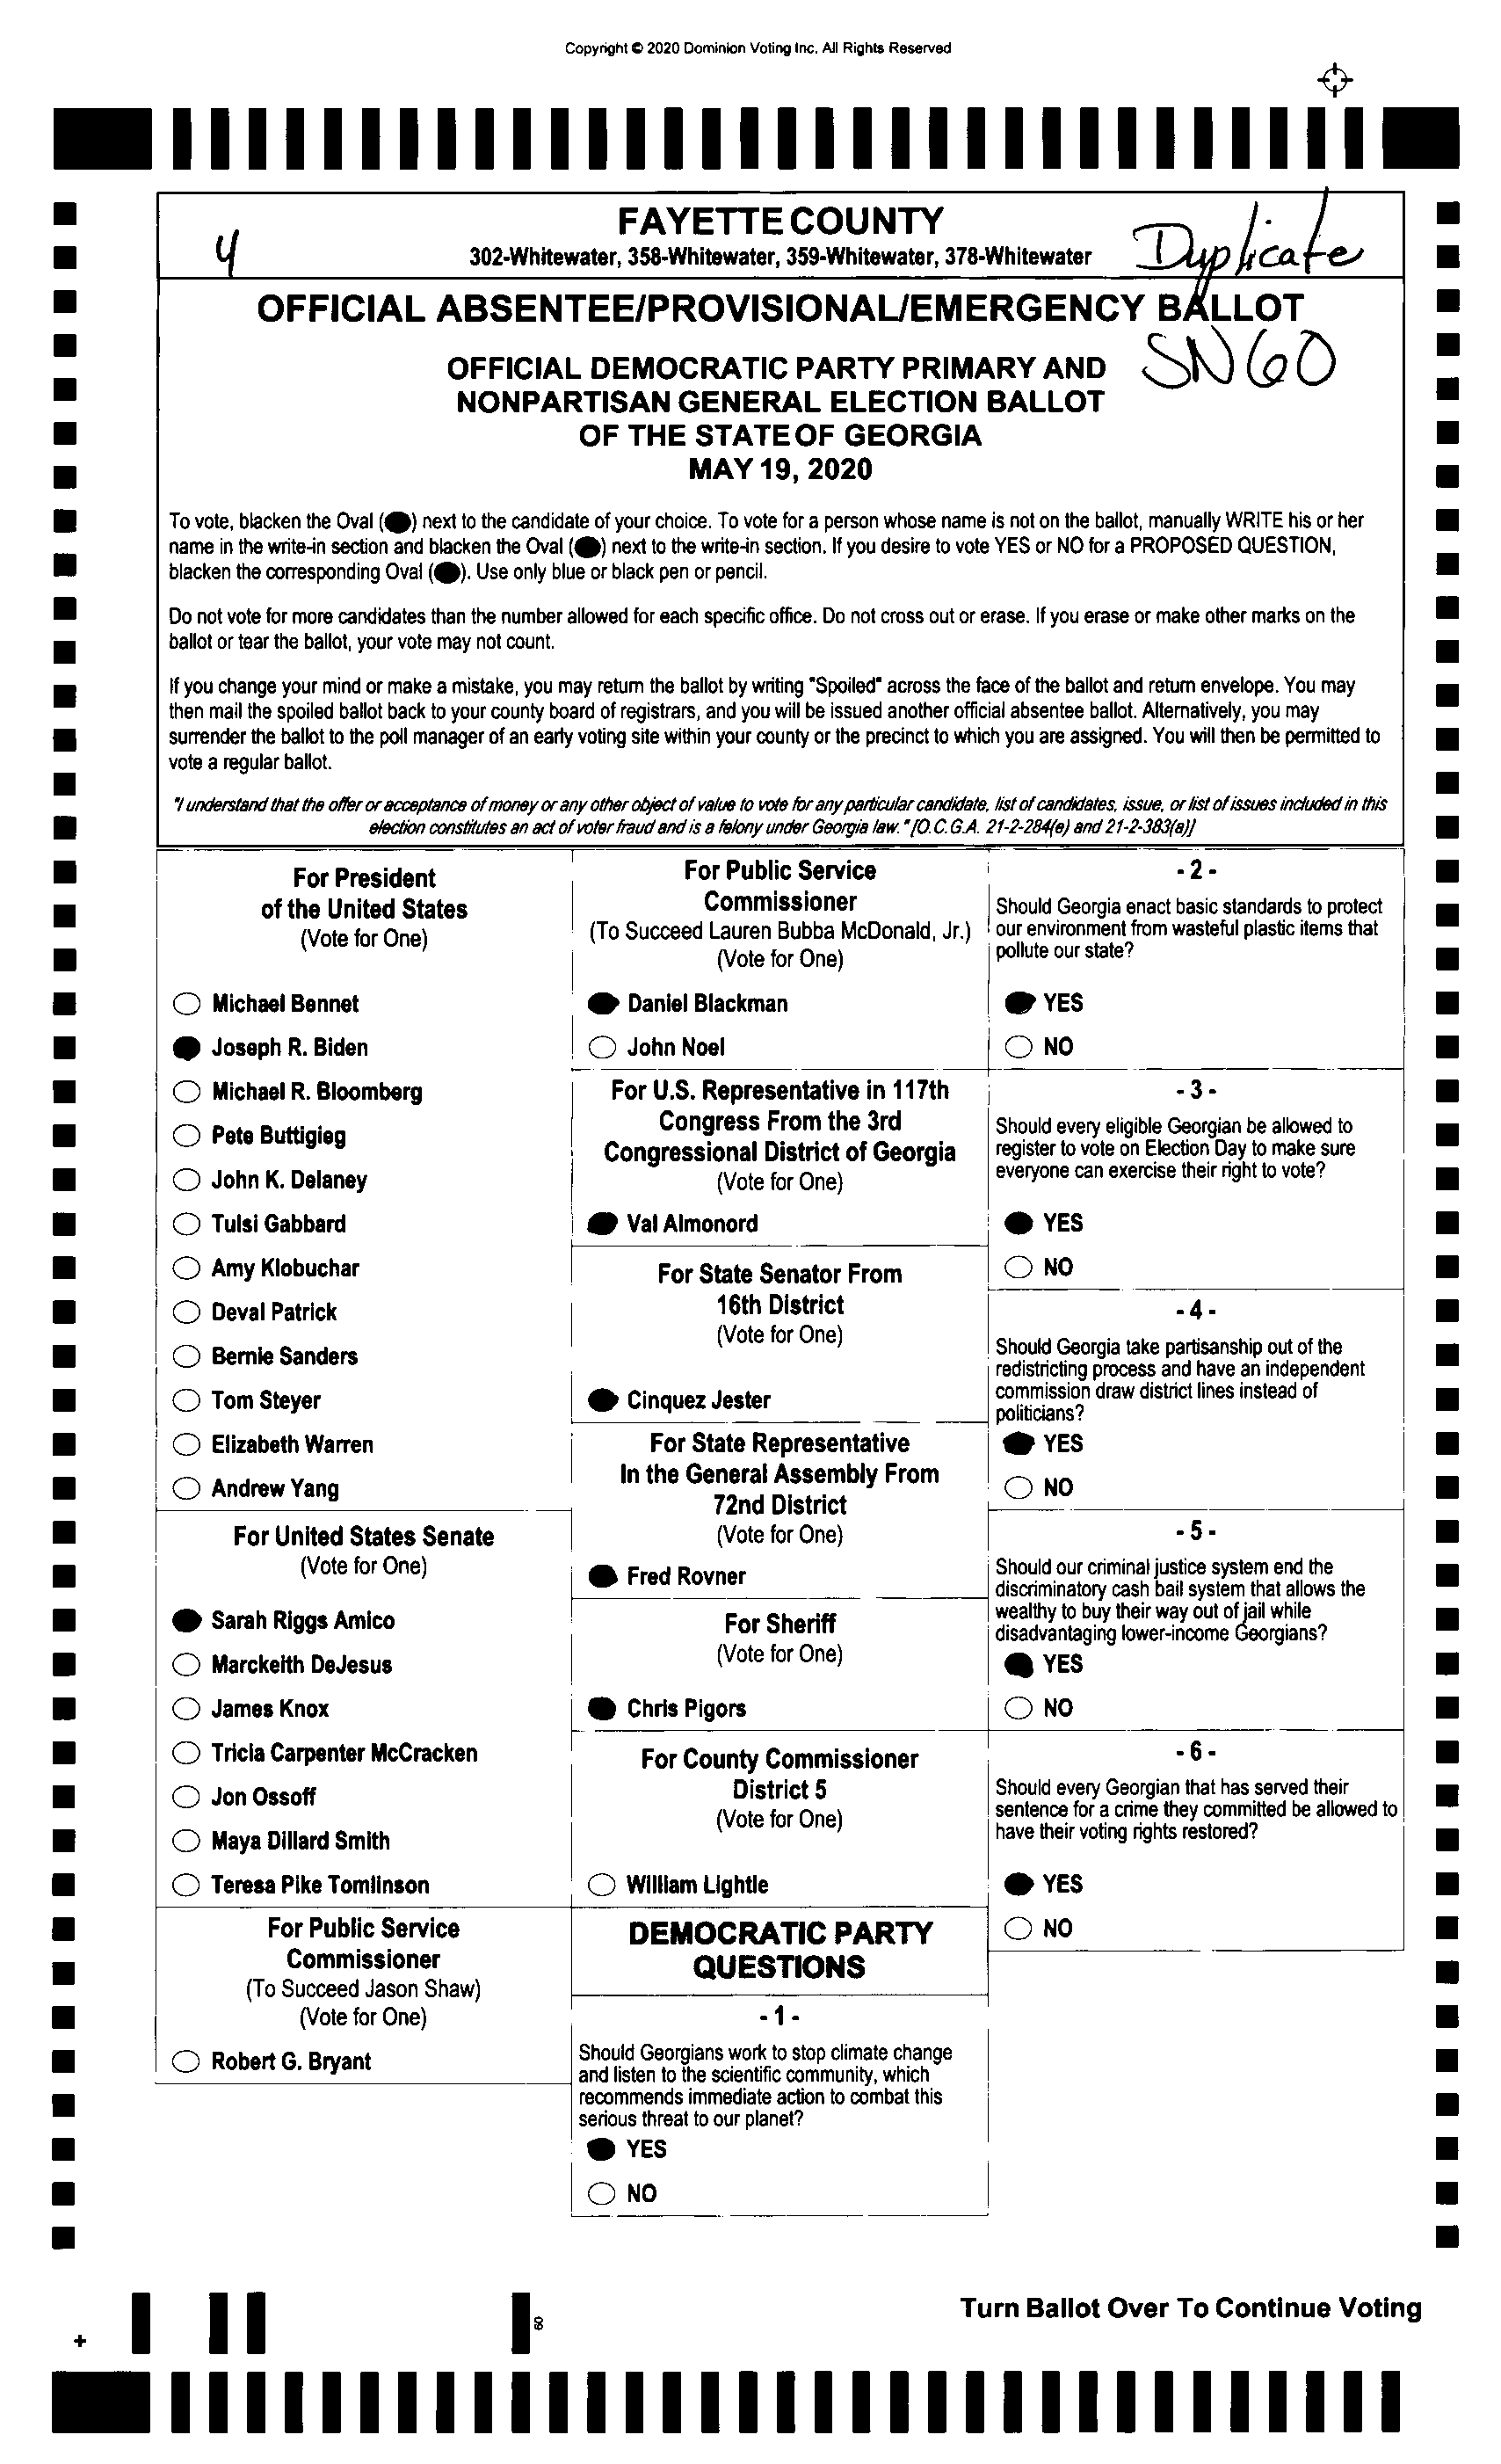 Copyright © 2020 Dominion Voting Inc. All Rights Reserved
FAYETTE COUNTY
302-Whitewater, 358-Whitewater, 359-Whitewater, 378-Whitewater
4
Duplicate
OFFICIAL ABSENTEE/PROVISIONAL/EMERGENCY BALLOT
SN60
OFFICIAL DEMOCRATIC PARTY PRIMARY AND
NONPARTISAN GENERAL ELECTION BALLOT
OF THE STATE OF GEORGIA
MAY 19, 2020
To vote, blacken the Oval () next to the candidate of your choice. To vote for a person whose name is not on the ballot, manually WRITE his or her
name in the write-in section and blacken the Oval () next to the write-in section. If you desire to vote YES or NO for a PROPOSED QUESTION,
blacken the corresponding Oval (). Use only blue or black pen or pencil.
Do not vote for more candidates than the number allowed for each specific office. Do not cross out or erase. If you erase or make other marks on the
ballot or tear the ballot, your vote may not count.
If you change your mind or make a mistake, you may return the ballot by writing "Spoiled" across the face of the ballot and return envelope. You may
then mail the spoiled ballot back to your county board of registrars, and you will be issued another official absentee ballot. Alternatively, you may
surrender the ballot to the poll manager of an early voting site within your county or the precinct to which you are assigned. You will then be permitted to
vote a regular ballot.
"I understand that the offer or acceptance of money or any other object of value to vote for any particular candidate, list of candidates, issue, or list of issues included in this
election constitutes an act of voter fraud and is a felony under Georgia law." [O.C.G.A. 21-2-284(e) and 21-2-383(a)]
For President
of the United States
(Vote for One)
Michael Bennet
Joseph R. Biden
Michael R. Bloomberg
Pete Buttigieg
John K. Delaney
Tulsi Gabbard
Amy Klobuchar
Deval Patrick
Bernie Sanders
Tom Steyer
Elizabeth Warren
Andrew Yang
For United States Senate
(Vote for One)
Sarah Riggs Amico
Marckeith DeJesus
James Knox
Tricia Carpenter McCracken
Jon Ossoff
Maya Dillard Smith
Teresa Pike Tomlinson
For Public Service
Commissioner
(To Succeed Jason Shaw)
(Vote for One)
Robert G. Bryant
For Public Service
Commissioner
(To Succeed Lauren Bubba McDonald, Jr.)
(Vote for One)
Daniel Blackman
John Noel
For U.S. Representative in 117th
Congress From the 3rd
Congressional District of Georgia
(Vote for One)
Val Almonord
For State Senator From
16th District
(Vote for One)
Cinquez Jester
For State Representative
In the General Assembly From
72nd District
(Vote for One)
Fred Rovner
For Sheriff
(Vote for One)
Chris Pigors
For County Commissioner
District 5
(Vote for One)
William Lightle
DEMOCRATIC PARTY
QUESTIONS
- 1 -
Should Georgians work to stop climate change
and listen to the scientific community, which
recommends immediate action to combat this
serious threat to our planet?
YES
NO
- 2 -
Should Georgia enact basic standards to protect
our environment from wasteful plastic items that
pollute our state?
YES
NO
- 3 -
Should every eligible Georgian be allowed to
register to vote on Election Day to make sure
everyone can exercise their right to vote?
YES
NO
- 4 -
Should Georgia take partisanship out of the
redistricting process and have an independent
commission draw district lines instead of
politicians?
YES
NO
- 5 -
Should our criminal justice system end the
discriminatory cash bail system that allows the
wealthy to buy their way out of jail while
disadvantaging lower-income Georgians?
YES
NO
- 6 -
Should every Georgian that has served their
sentence for a crime they committed be allowed to
have their voting rights restored?
YES
NO
Turn Ballot Over To Continue Voting
60